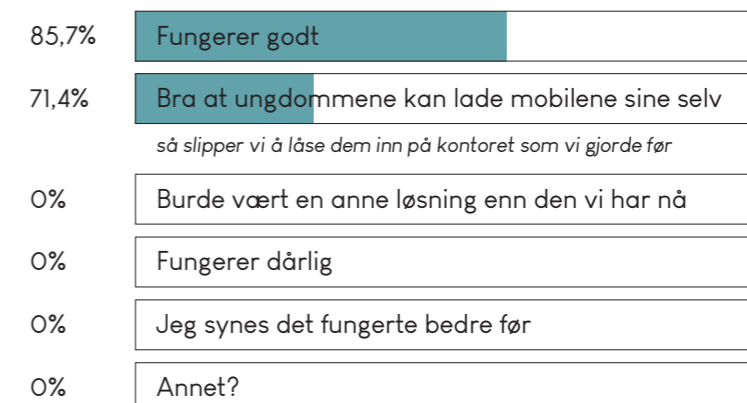 85,7% Fungerer godt
71,4% Bra at ungdommene kan lade mobilene sine selv
så slipper vi å låse dem inn på kontoret som vi gjorde før
0% Burde vært en anne løsning enn den vi har nå
0% Fungerer dårlig
0% Jeg synes det fungerte bedre før
0% Annet?